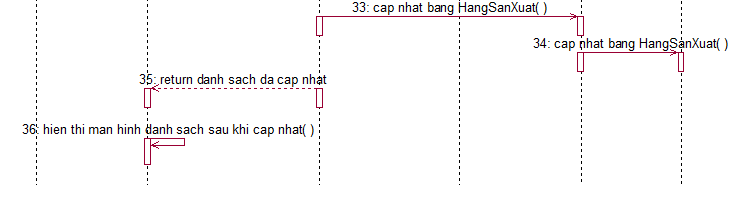 33: cap nhat bang HangSanXuat( )
34: cap nhat bang HangSanXuat( )
35: return danh sach da cap nhat
36: hien thi man hinh danh sach sau khi cap nhat( )